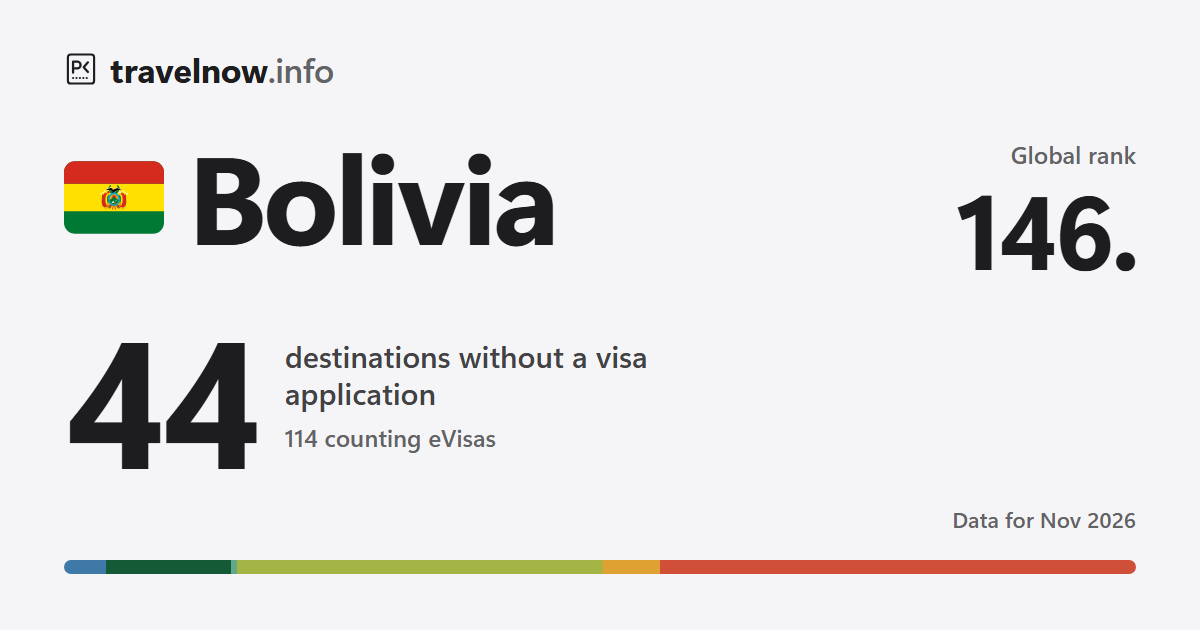 travelnow.info
Bolivia
Global rank
146.
44
destinations without a visa
application
114 counting eVisas
Data for Nov 2026